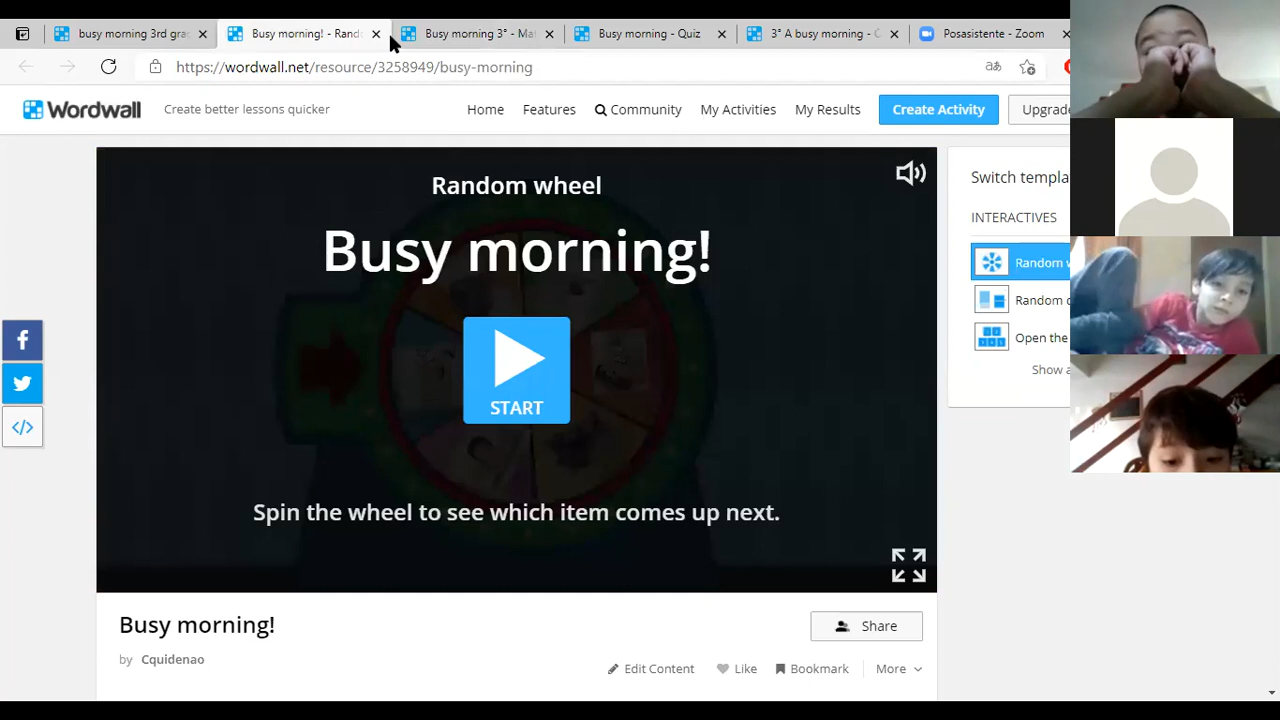 busy morning 3rd gra
Busy morning! - Rand
Busy morning 3° - Ma
Busy morning - Quiz
3° A busy morning - C
Posasistente - Zoom
https://wordwall.net/resource/3258949/busy-morning
Wordwall
Create better lessons quicker
Home
Features
Community
My Activities
My Results
Create Activity
Upgrade
Random wheel
Busy morning!
START
Spin the wheel to see which item comes up next.
Switch templa
INTERACTIVES
Random w
Random c
Open the
Show a
Busy morning!
Share
by Cquidenao
Edit Content
Like
Bookmark
More